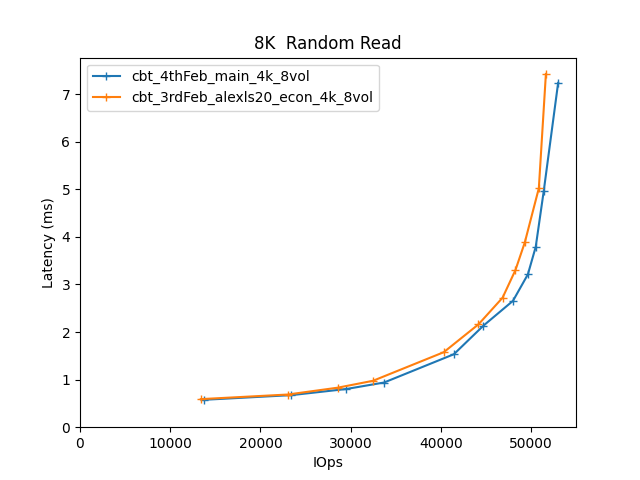 8K  Random Read
cbt_4thFeb_main_4k_8vol
cbt_3rdFeb_alexls20_econ_4k_8vol
Latency (ms)
7
6
5
4
3
2
1
0
0 10000 20000 30000 40000 50000
IOps